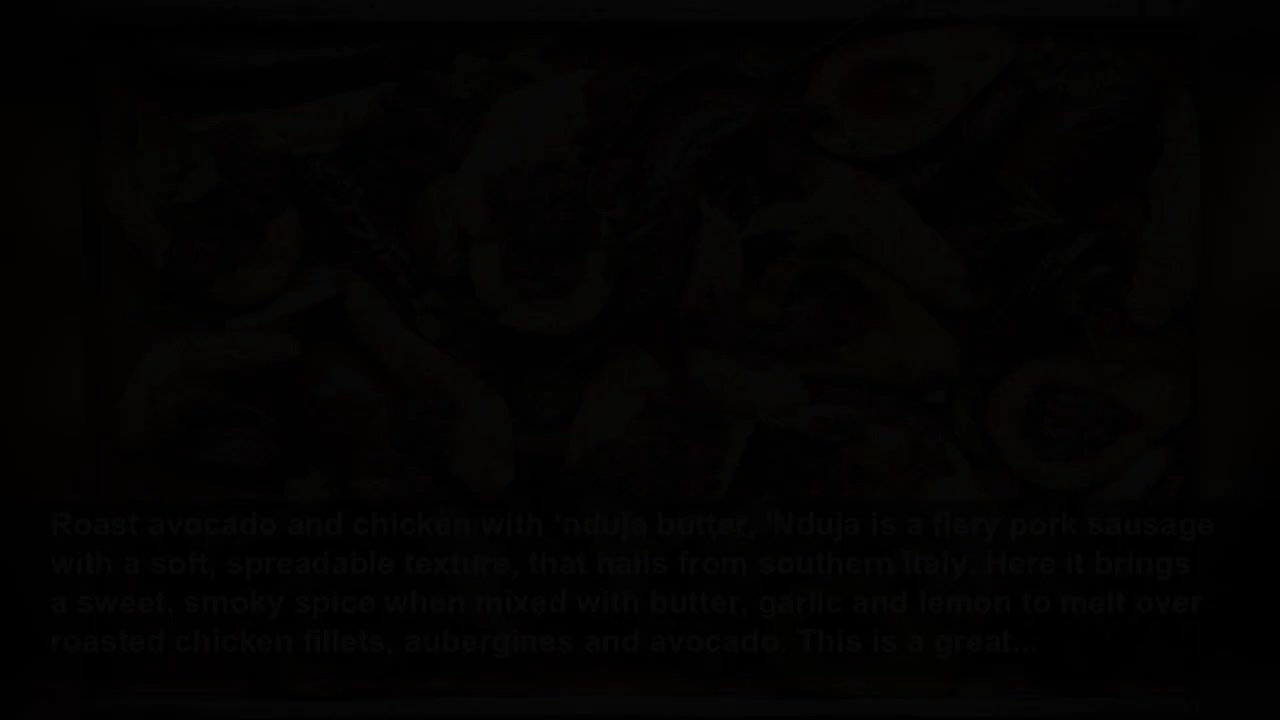 Roast avocado and chicken with 'nduja butter, 'Nduja is a fiery pork sausage
with a soft, spreadable texture, that hails from southern Italy. Here it brings
a sweet, smoky spice when mixed with butter, garlic and lemon to melt over
roasted chicken fillets, aubergines and avocado. This is a great...